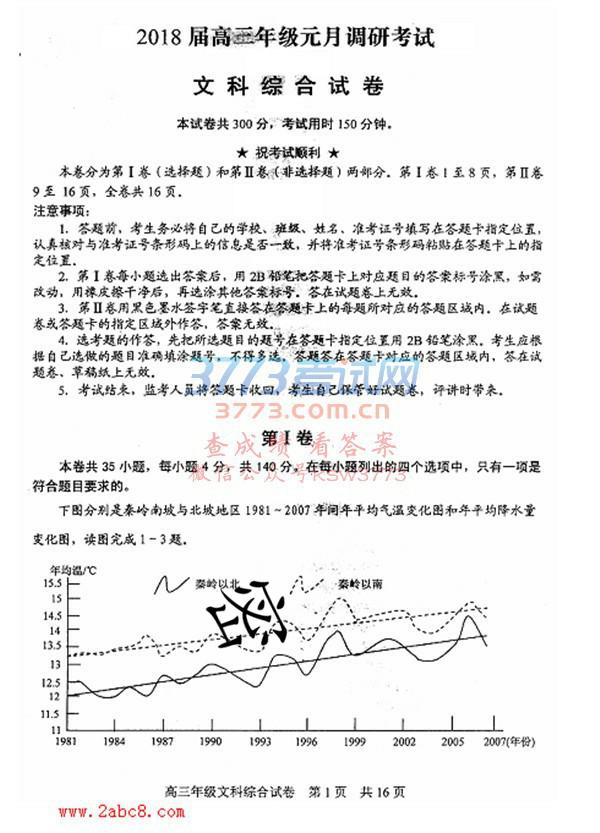 2018 届高三年级元月调研考试
文科综合试卷
本试卷共 300 分，考试用时 150 分钟。
★ 祝考试顺利 ★
本卷分为第Ⅰ卷（选择题）和第Ⅱ卷（非选择题）两部分。第Ⅰ卷 1 至 8 页，第Ⅱ卷
9 至 16 页，全卷共 16 页。
注意事项：
1. 答题前，考生务必将自己的学校、班级、姓名、准考证号填写在答题卡指定位置，
认真核对与准考证号条形码上的信息是否一致，并将准考证号条形码粘贴在答题卡上的指
定位置。
2. 第Ⅰ卷每小题选出答案后，用 2B 铅笔把答题卡上对应题目的答案标号涂黑，如需
改动，用橡皮擦干净后，再选涂其他答案标号。答在试题卷上无效。
3. 第Ⅱ卷用黑色墨水签字笔直接答在答题卡上的每题所对应的答题区域内。在试题
卷或答题卡的指定区域外作答，答案无效。
4. 选考题的作答，先把所选题目的题号在答题卡指定位置用 2B 铅笔涂黑。考生应根
据自己选做的题目准确填涂题号，不得多选。答题答在答题卡对应的答题区域内，答在试
题卷、草稿纸上无效。
5. 考试结束，监考人员将答题卡收回，考生自己保管好试题卷，评讲时带来。
3773考试网
3773.com.cn
查成绩 看答案
微信公众号KSW3773
第Ⅰ卷
本卷共 35 小题，每小题 4 分，共 140 分。在每小题列出的四个选项中，只有一项是
符合题目要求的。
下图分别是秦岭南坡与北坡地区 1981～2007 年间年平均气温变化图和年平均降水量
变化图，读图完成 1－3 题。
年均温/℃
秦岭以北 秦岭以南
密
15.5
15
14.5
14
13.5
13
12.5
12
11.5
11
1981 1984 1987 1990 1993 1996 1999 2002 2005 2007(年份)
高三年级文科综合试卷 第 1 页 共 16 页
www.2abc8.com